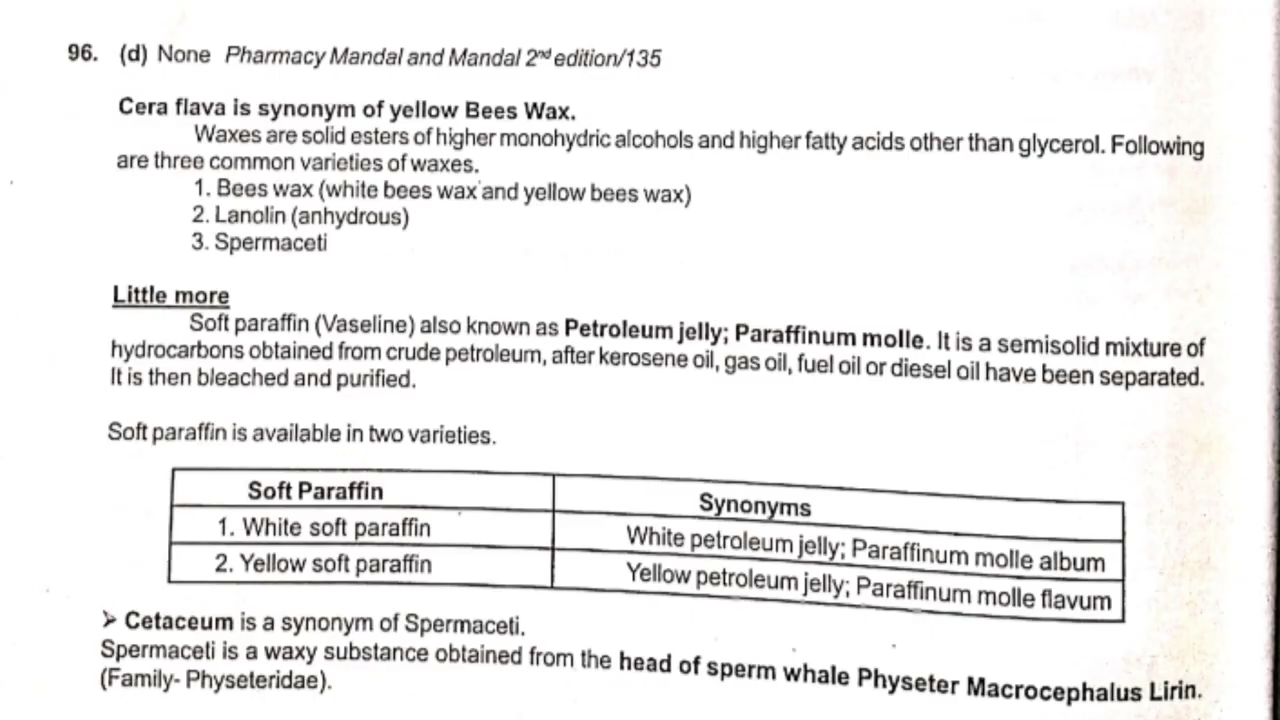 96. (d) None Pharmacy Mandal and Mandal 2nd edition/135
Cera flava is synonym of yellow Bees Wax.
Waxes are solid esters of higher monohydric alcohols and higher fatty acids other than glycerol. Following
are three common varieties of waxes.
1. Bees wax (white bees wax and yellow bees wax)
2. Lanolin (anhydrous)
3. Spermaceti
Little more
Soft paraffin (Vaseline) also known as Petroleum jelly; Paraffinum molle. It is a semisolid mixture of
hydrocarbons obtained from crude petroleum, after kerosene oil, gas oil, fuel oil or diesel oil have been separated.
It is then bleached and purified.
Soft paraffin is available in two varieties.
Soft Paraffin Synonyms
1. White soft paraffin White petroleum jelly; Paraffinum molle album
2. Yellow soft paraffin Yellow petroleum jelly; Paraffinum molle flavum
➢ Cetaceum is a synonym of Spermaceti.
Spermaceti is a waxy substance obtained from the head of sperm whale Physeter Macrocephalus Lirin.
(Family- Physeteridae).